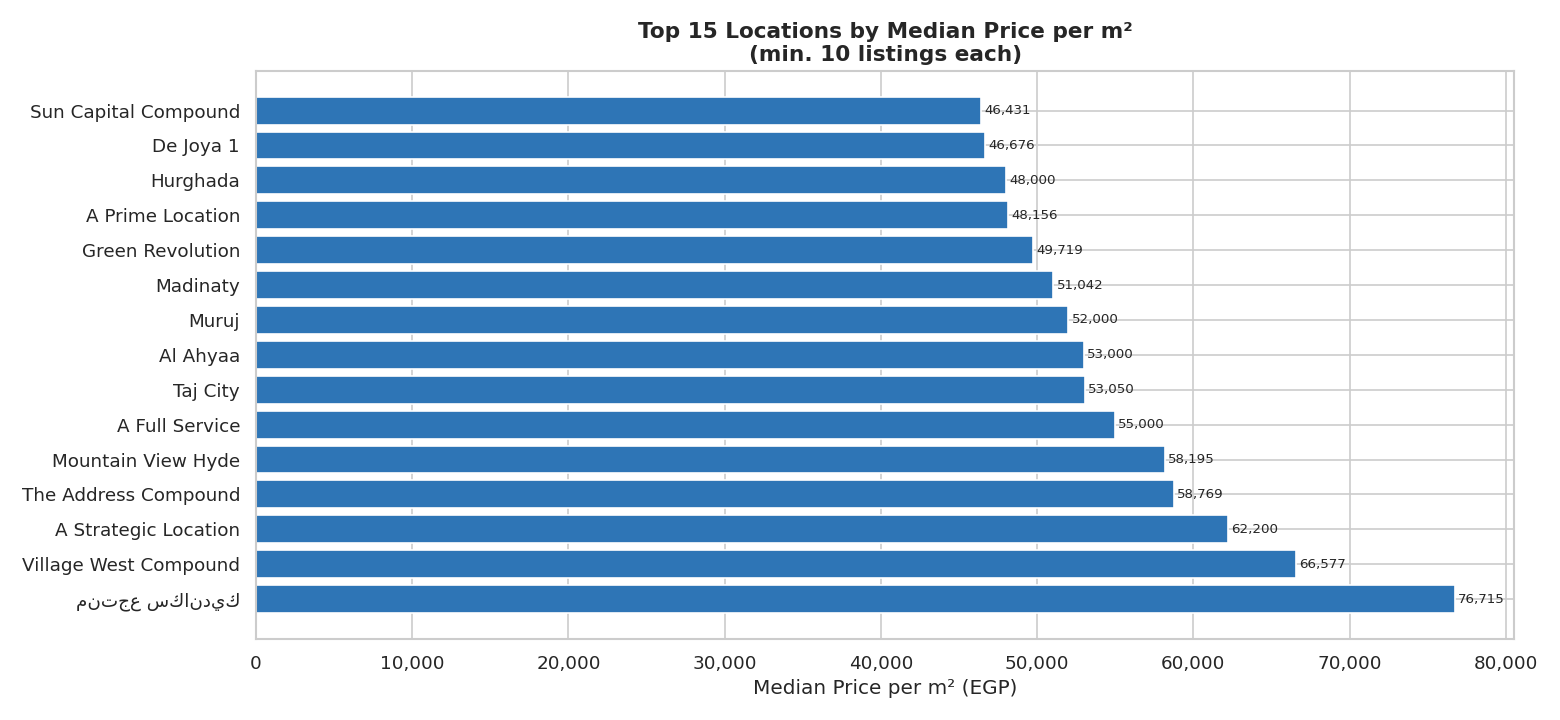 Top 15 Locations by Median Price per m²
(min. 10 listings each)
Sun Capital Compound 46,431
De Joya 1 46,676
Hurghada 48,000
A Prime Location 48,156
Green Revolution 49,719
Madinaty 51,042
Muruj 52,000
Al Ahyaa 53,000
Taj City 53,050
A Full Service 55,000
Mountain View Hyde 58,195
The Address Compound 58,769
A Strategic Location 62,200
Village West Compound 66,577
كيدناكس عجتنم 76,715
0 10,000 20,000 30,000 40,000 50,000 60,000 70,000 80,000
Median Price per m² (EGP)